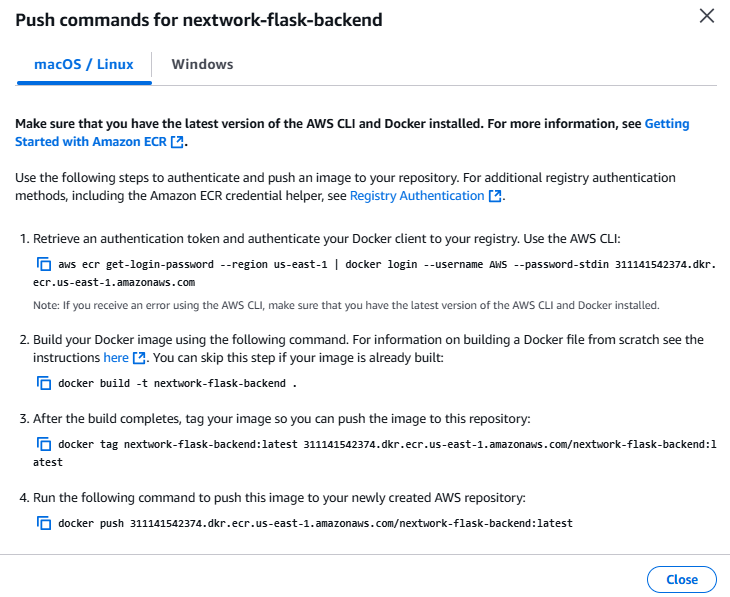 Push commands for nextwork-flask-backend
macOS / Linux
Windows
Make sure that you have the latest version of the AWS CLI and Docker installed. For more information, see Getting
Started with Amazon ECR.
Use the following steps to authenticate and push an image to your repository. For additional registry authentication
methods, including the Amazon ECR credential helper, see Registry Authentication.
1. Retrieve an authentication token and authenticate your Docker client to your registry. Use the AWS CLI:
aws ecr get-login-password --region us-east-1 | docker login --username AWS --password-stdin 311141542374.dkr.
ecr.us-east-1.amazonaws.com
Note: If you receive an error using the AWS CLI, make sure that you have the latest version of the AWS CLI and Docker installed.
2. Build your Docker image using the following command. For information on building a Docker file from scratch see the
instructions here. You can skip this step if your image is already built:
docker build -t nextwork-flask-backend .
3. After the build completes, tag your image so you can push the image to this repository:
docker tag nextwork-flask-backend:latest 311141542374.dkr.ecr.us-east-1.amazonaws.com/nextwork-flask-backend:l
atest
4. Run the following command to push this image to your newly created AWS repository:
docker push 311141542374.dkr.ecr.us-east-1.amazonaws.com/nextwork-flask-backend:latest
Close